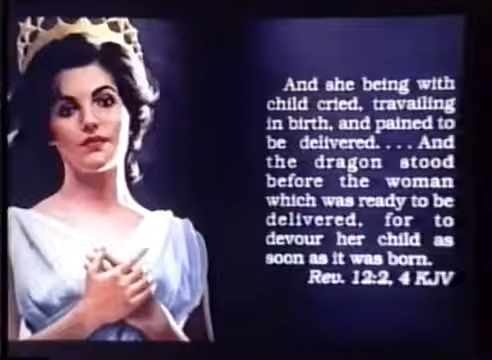 And she being with
child cried, travailing
in birth, and pained to
be delivered. . . . And
the dragon stood
before the woman
which was ready to be
delivered, for to
devour her child as
soon as it was born.
Rev. 12:2, 4 KJV